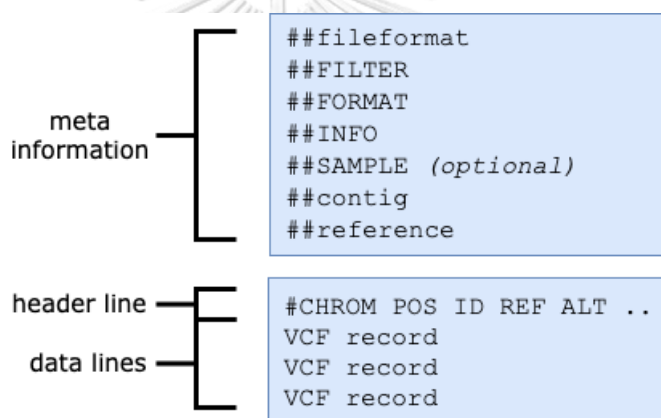 meta
information
##fileformat
##FILTER
##FORMAT
##INFO
##SAMPLE (optional)
##contig
##reference
header line
#CHROM POS ID REF ALT ..
data lines
VCF record
VCF record
VCF record